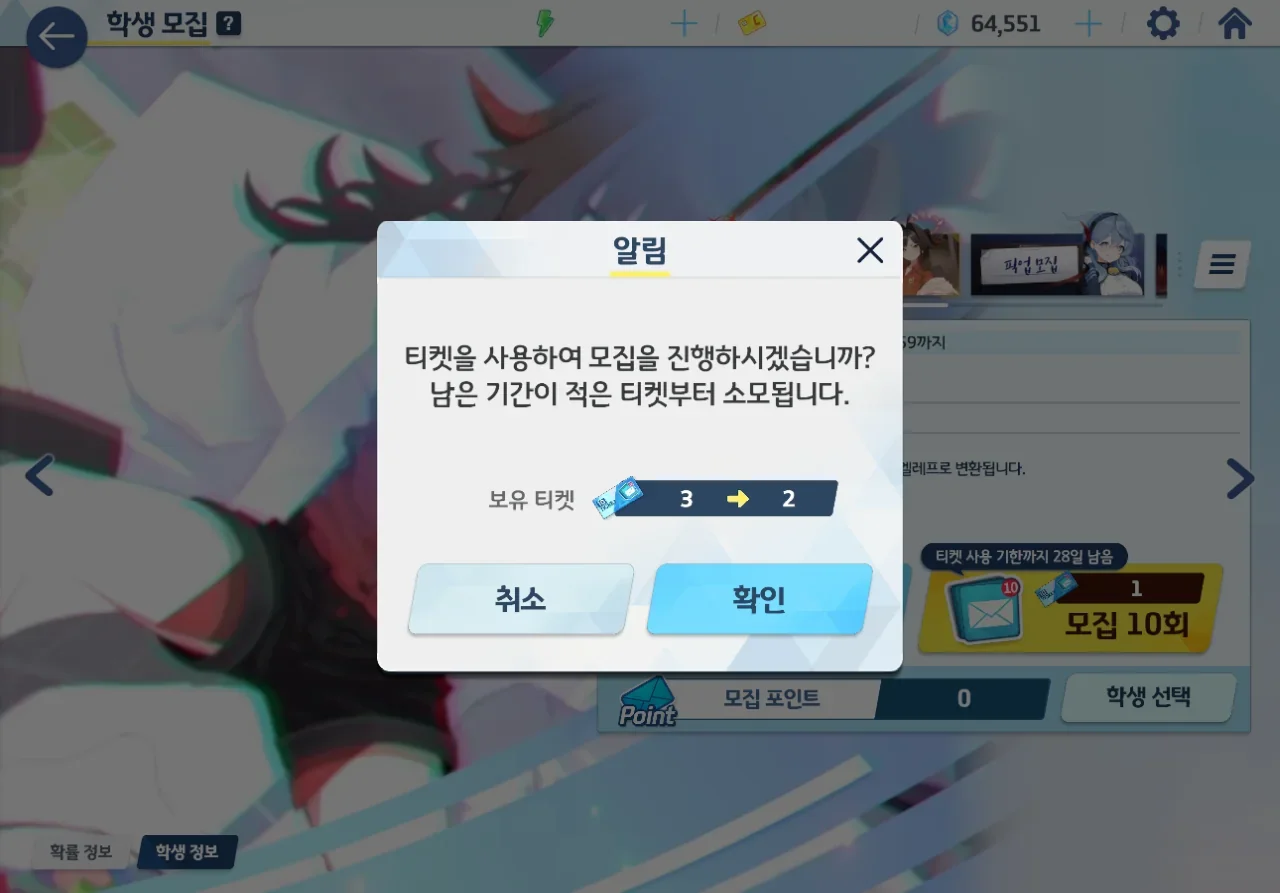 학생 모집 ?
64,551
알림
픽업 모집
59까지
티켓을 사용하여 모집을 진행하시겠습니까?
남은 기간이 적은 티켓부터 소모됩니다.
엘레프로 변환됩니다.
보유 티켓 3 2
티켓 사용 기한까지 28일 남음
10 1
모집 10회
취소 확인
Point 모집 포인트 0 학생 선택
확률 정보 학생 정보